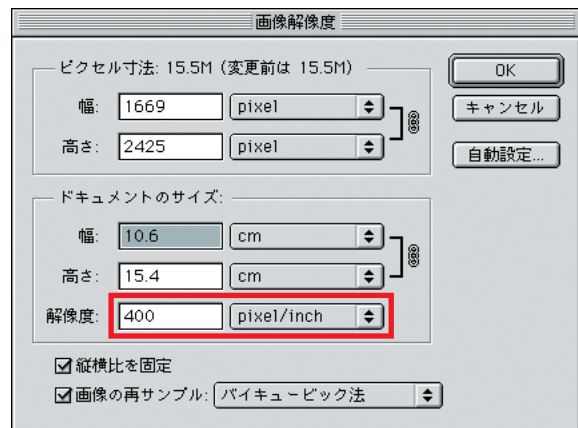 画像解像度
ピクセル寸法: 15.5M (変更前は 15.5M)
幅: 1669 pixel
高さ: 2425 pixel
OK
キャンセル
自動設定...
ドキュメントのサイズ:
幅: 10.6 cm
高さ: 15.4 cm
解像度: 400 pixel/inch
縦横比を固定
画像の再サンプル: バイキュービック法